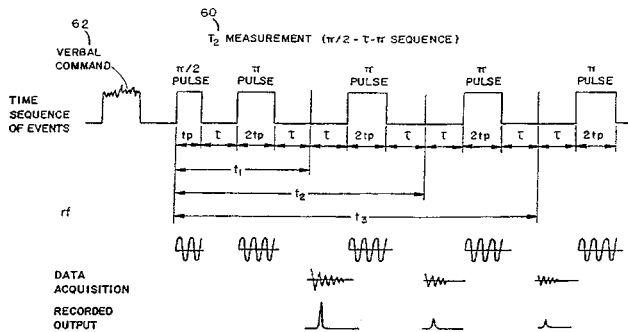 60
62
T2 MEASUREMENT (π/2 - τ - π SEQUENCE)
VERBAL
COMMAND
π/2
PULSE
π
PULSE
π
PULSE
π
PULSE
π
PULSE
TIME
SEQUENCE
OF EVENTS
tp τ 2tp τ τ 2tp τ τ 2tp τ τ 2tp
t1
t2
t3
rf
DATA
ACQUISITION
RECORDED
OUTPUT